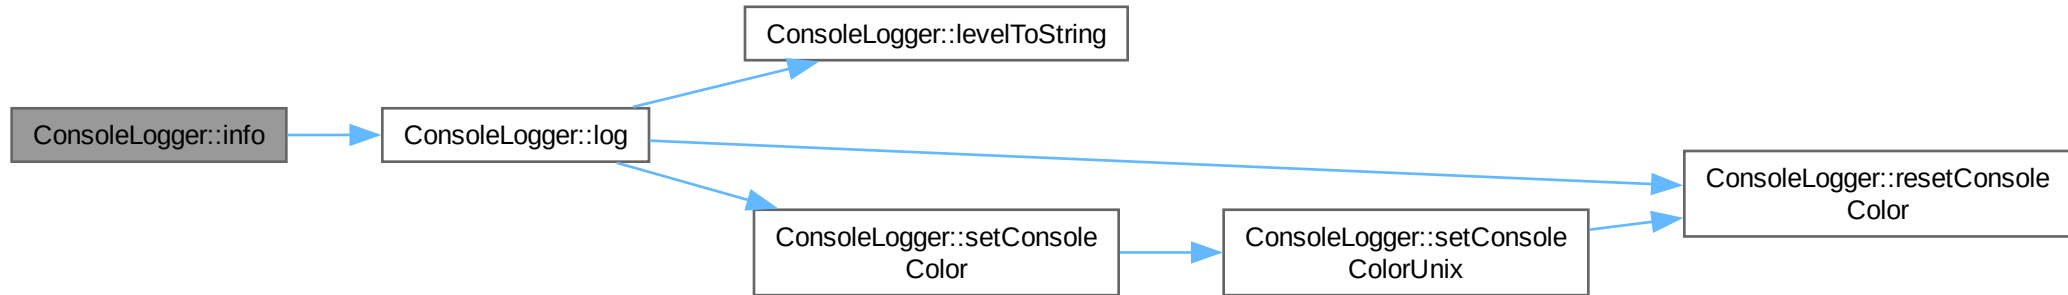 ConsoleLogger::levelToString
ConsoleLogger::info
ConsoleLogger::log
ConsoleLogger::resetConsole
Color
ConsoleLogger::setConsole
Color
ConsoleLogger::setConsole
ColorUnix